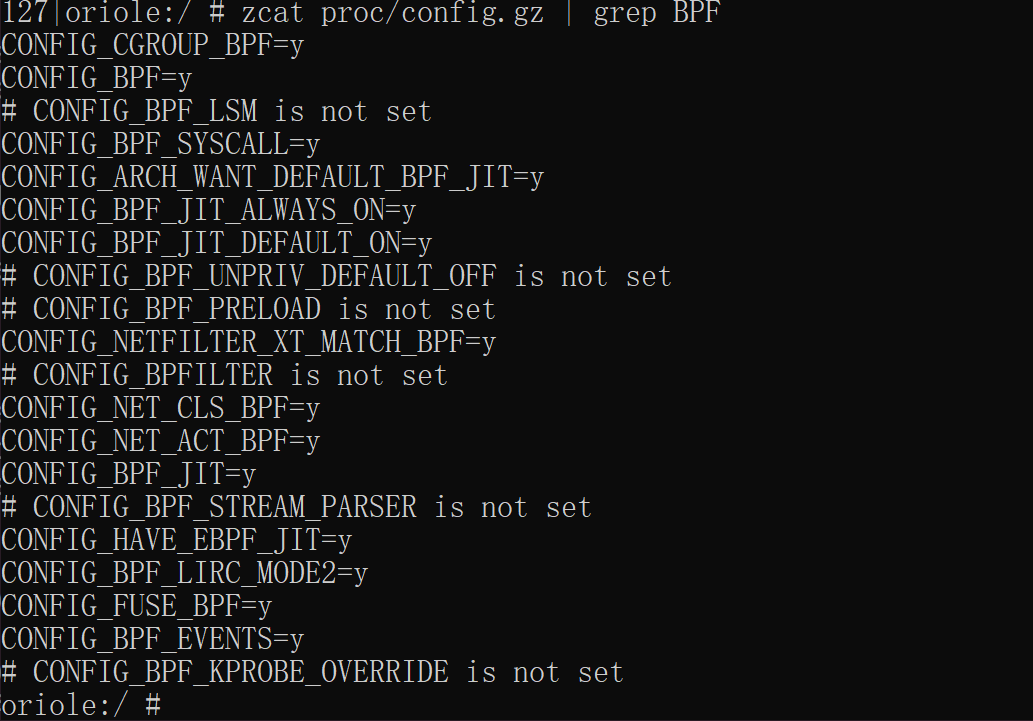 127|oriole:/ # zcat proc/config.gz | grep BPF
CONFIG_CGROUP_BPF=y
CONFIG_BPF=y
# CONFIG_BPF_LSM is not set
CONFIG_BPF_SYSCALL=y
CONFIG_ARCH_WANT_DEFAULT_BPF_JIT=y
CONFIG_BPF_JIT_ALWAYS_ON=y
CONFIG_BPF_JIT_DEFAULT_ON=y
# CONFIG_BPF_UNPRIV_DEFAULT_OFF is not set
# CONFIG_BPF_PRELOAD is not set
CONFIG_NETFILTER_XT_MATCH_BPF=y
# CONFIG_BPFILTER is not set
CONFIG_NET_CLS_BPF=y
CONFIG_NET_ACT_BPF=y
CONFIG_BPF_JIT=y
# CONFIG_BPF_STREAM_PARSER is not set
CONFIG_HAVE_EBPF_JIT=y
CONFIG_BPF_LIRC_MODE2=y
CONFIG_FUSE_BPF=y
CONFIG_BPF_EVENTS=y
# CONFIG_BPF_KPROBE_OVERRIDE is not set
oriole:/ #